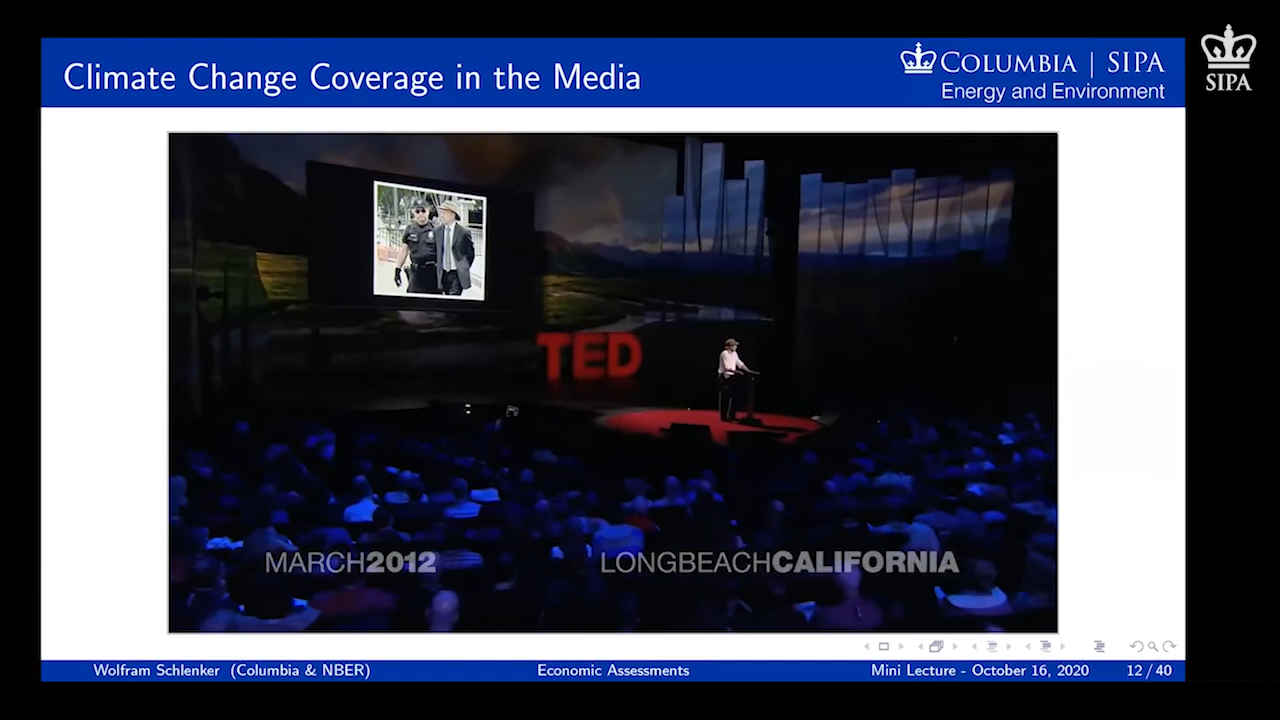 Climate Change Coverage in the Media
COLUMBIA | SIPA
Energy and Environment
SIPA
TED
MARCH2012
LONGBEACHCALIFORNIA
Wolfram Schlenker (Columbia & NBER)
Economic Assessments
Mini Lecture - October 16, 2020
12/40